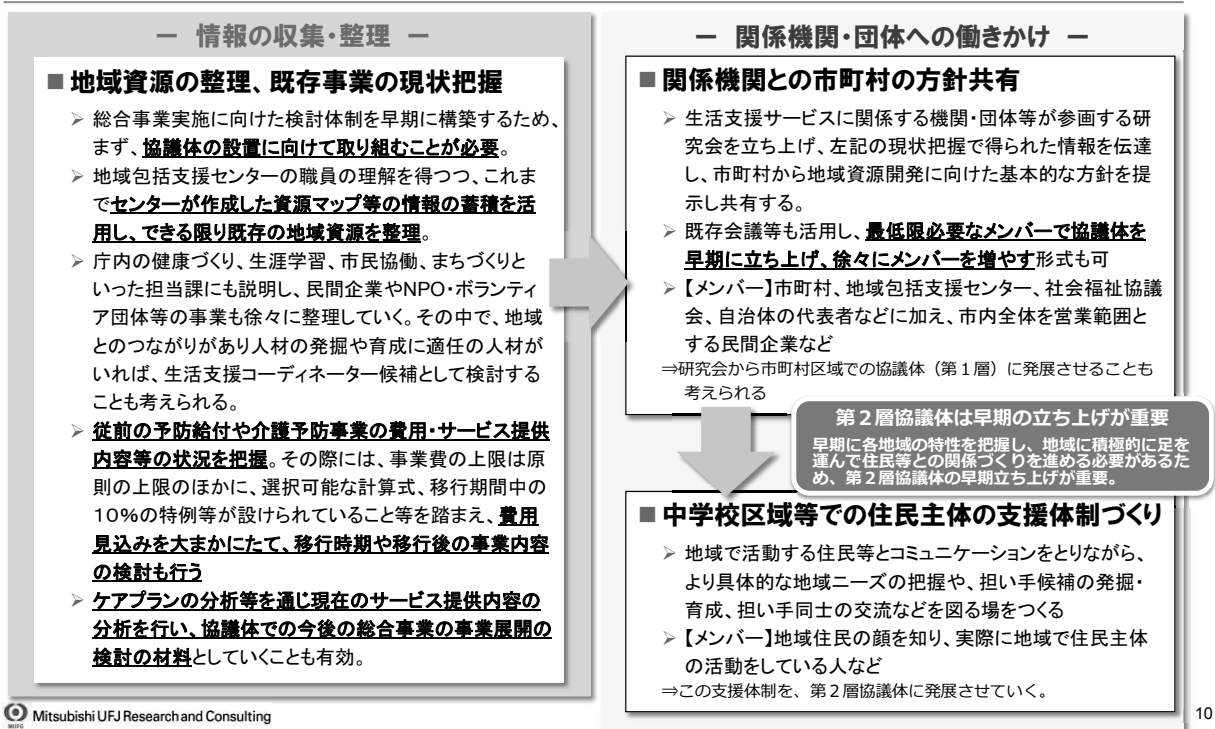 ― 情報の収集・整理 ―
■地域資源の整理、既存事業の現状把握
➢ 総合事業実施に向けた検討体制を早期に構築するため、
まず、協議体の設置に向けて取り組むことが必要。
➢ 地域包括支援センターの職員の理解を得つつ、これま
でセンターが作成した資源マップ等の情報の蓄積を活
用し、できる限り既存の地域資源を整理。
➢ 庁内の健康づくり、生涯学習、市民協働、まちづくりと
いった担当課にも説明し、民間企業やNPO・ボランティ
ア団体等の事業も徐々に整理していく。その中で、地域
とのつながりがあり人材の発掘や育成に適任の人材が
いれば、生活支援コーディネーター候補として検討する
ことも考えられる。
➢ 従前の予防給付や介護予防事業の費用・サービス提供
内容等の状況を把握。その際には、事業費の上限は原
則の上限のほかに、選択可能な計算式、移行期間中の
10%の特例等が設けられていること等を踏まえ、費用
見込みを大まかにたて、移行時期や移行後の事業内容
の検討も行う
➢ ケアプランの分析等を通じ現在のサービス提供内容の
分析を行い、協議体での今後の総合事業の事業展開の
検討の材料としていくことも有効。
― 関係機関・団体への働きかけ ―
■関係機関との市町村の方針共有
➢ 生活支援サービスに関係する機関・団体等が参画する研
究会を立ち上げ、左記の現状把握で得られた情報を伝達
し、市町村から地域資源開発に向けた基本的な方針を提
示し共有する。
➢ 既存会議等も活用し、最低限必要なメンバーで協議体を
早期に立ち上げ、徐々にメンバーを増やす形式も可
➢【メンバー】市町村、地域包括支援センター、社会福祉協議
会、自治体の代表者などに加え、市内全体を営業範囲と
する民間企業など
⇒研究会から市町村区域での協議体（第１層）に発展させることも
考えられる
第２層協議体は早期の立ち上げが重要
早期に各地域の特性を把握し、地域に積極的に足を
運んで住民等との関係づくりを進める必要があるた
め、第２層協議体の早期立ち上げが重要。
■中学校区域等での住民主体の支援体制づくり
➢ 地域で活動する住民等とコミュニケーションをとりながら、
より具体的な地域ニーズの把握や、担い手候補の発掘・
育成、担い手同士の交流などを図る場をつくる
➢【メンバー】地域住民の顔を知り、実際に地域で住民主体
の活動をしている人など
⇒この支援体制を、第２層協議体に発展させていく。
MUFG Mitsubishi UFJ Research and Consulting
10